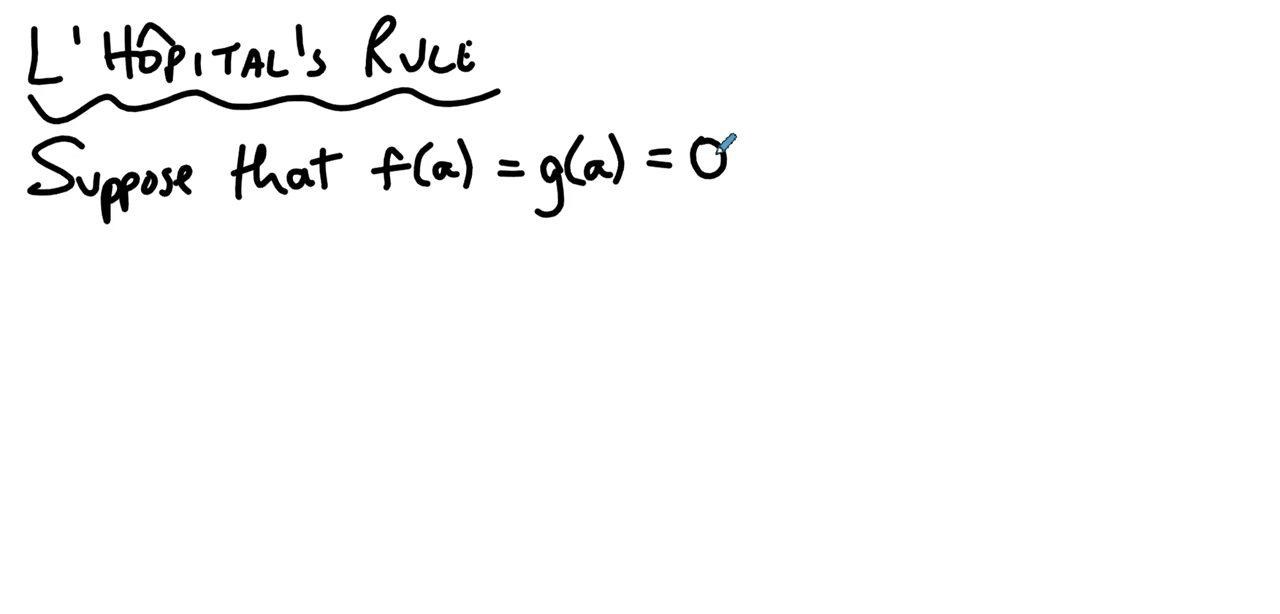 L'HÔPITAL'S RULE
Suppose that f(a) = g(a) = 0